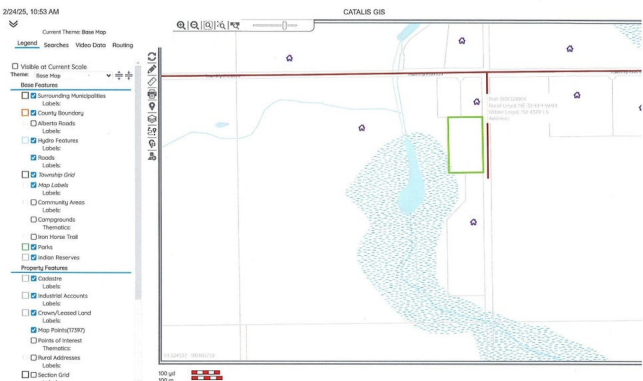 2/24/25, 10:53 AM
CATALIS GIS
Current Theme: Base Map
Legend Searches Video Data Routing
Visible at Current Scale
Theme: Base Map
Base Features
Surrounding Municipalities
Labels:
County Boundary
Alberta Roads
Labels:
Hydro Features
Labels:
Roads
Labels:
Township Grid
Map Labels
Labels:
Community Areas
Labels:
Campgrounds
Thematics:
Iron Horse Trail
Parks
Indian Reserves
Property Features
Cadastre
Labels:
Industrial Accounts
Labels:
Crown/Leased Land
Labels:
Map Points(17397)
Points of Interest
Thematics:
Rural Addresses
Labels:
Section Grid
100 yd
100 m